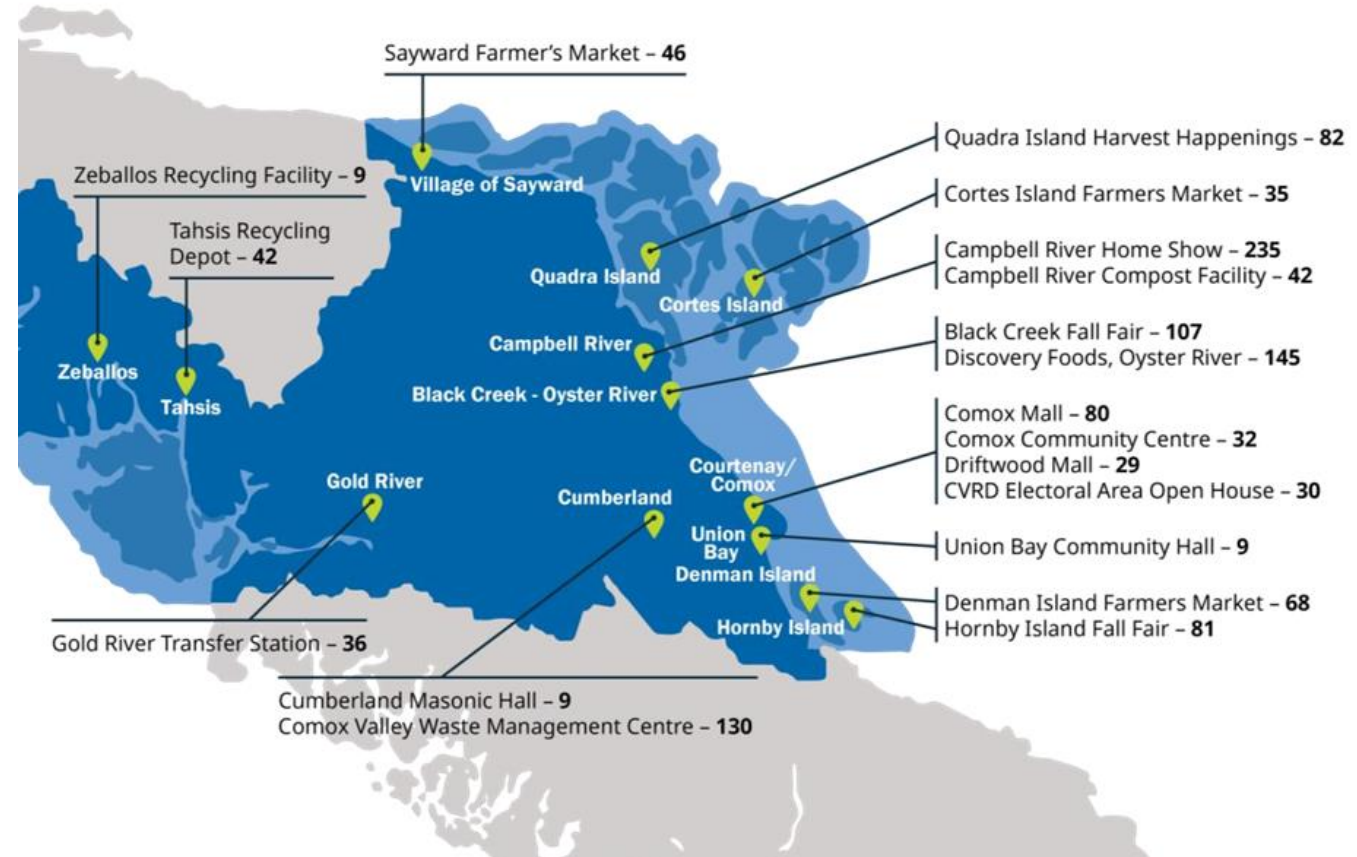 Sayward Farmer’s Market – 46
Zeballos Recycling Facility – 9
Tahsis Recycling
Depot – 42
Village of Sayward
Quadra Island
Cortes Island
Campbell River
Black Creek - Oyster River
Zeballos
Tahsis
Gold River
Cumberland
Courtenay/
Comox
Union
Bay
Denman Island
Hornby Island
Quadra Island Harvest Happenings – 82
Cortes Island Farmers Market – 35
Campbell River Home Show – 235
Campbell River Compost Facility – 42
Black Creek Fall Fair – 107
Discovery Foods, Oyster River – 145
Comox Mall – 80
Comox Community Centre – 32
Driftwood Mall – 29
CVRD Electoral Area Open House – 30
Union Bay Community Hall – 9
Denman Island Farmers Market – 68
Hornby Island Fall Fair – 81
Gold River Transfer Station – 36
Cumberland Masonic Hall – 9
Comox Valley Waste Management Centre – 130